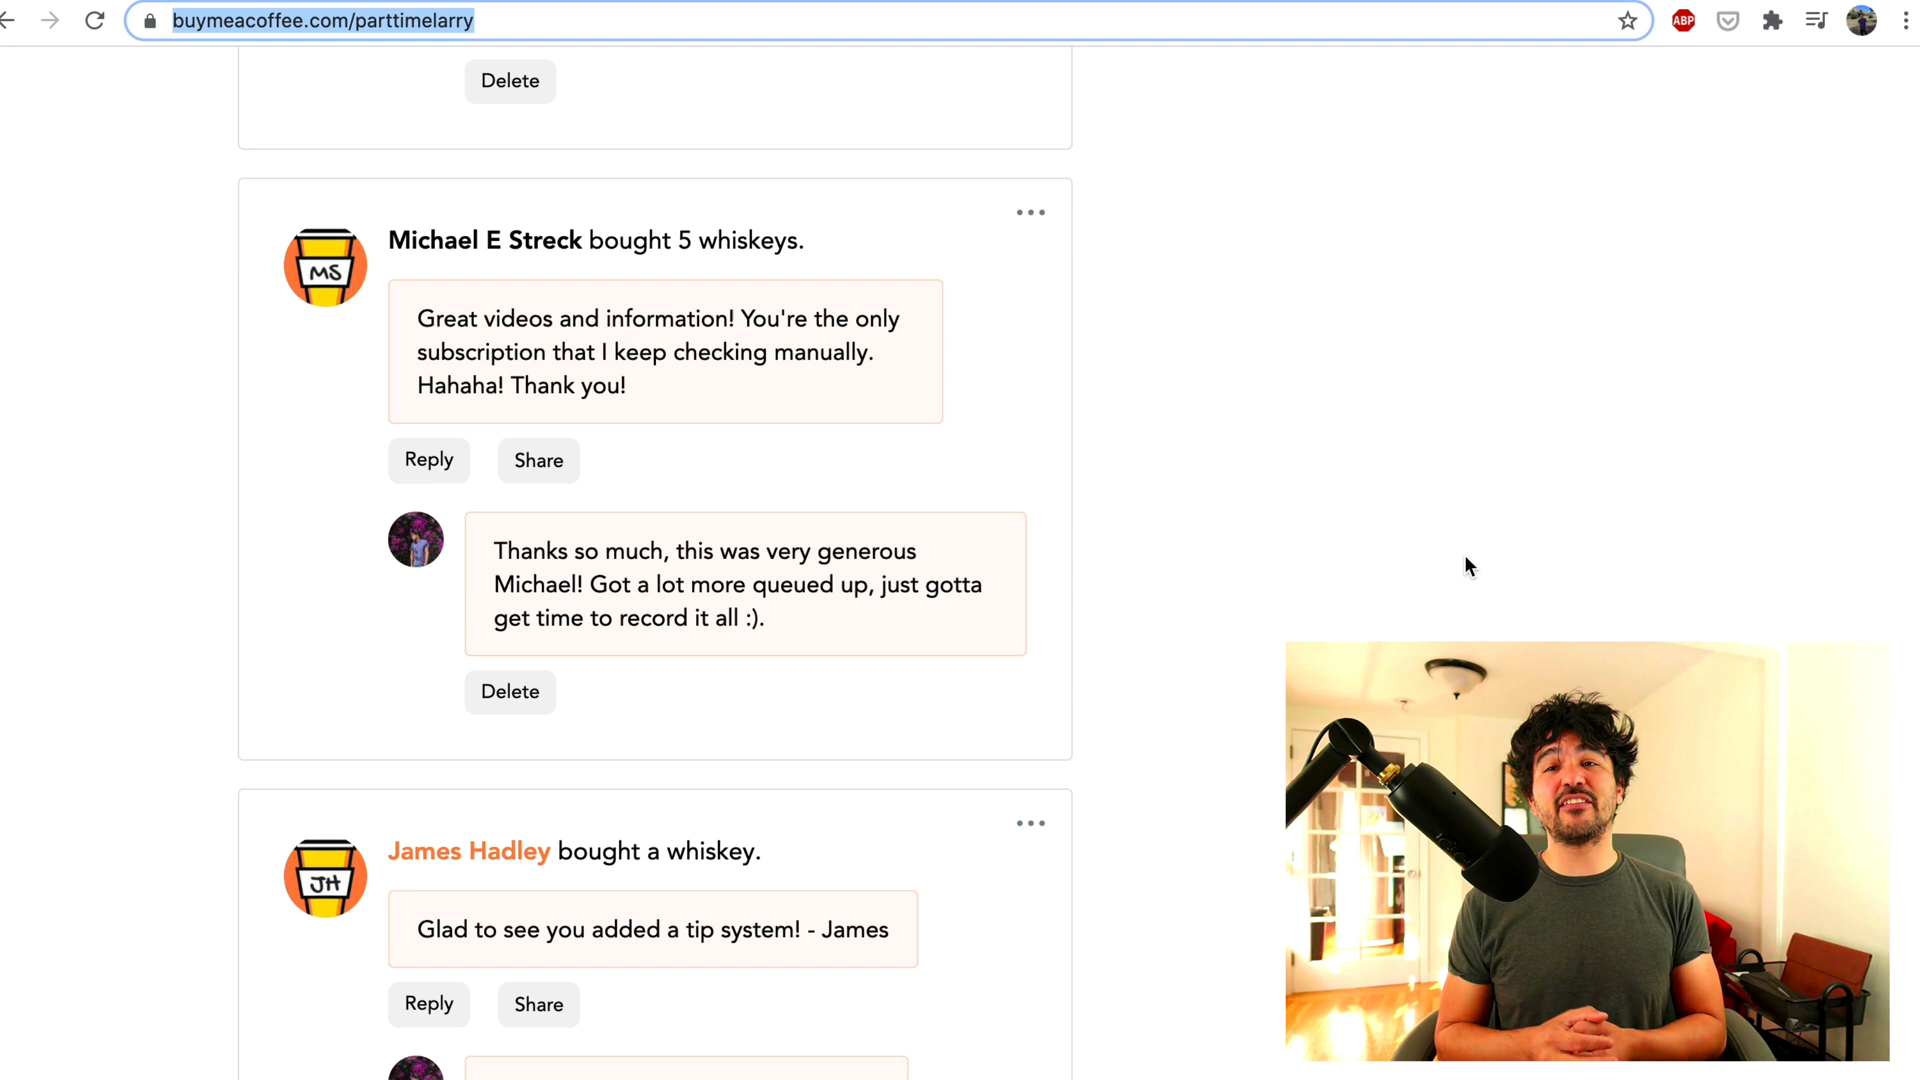 buymeacoffee.com/parttimelarry
ABP
Delete
Michael E Streck bought 5 whiskeys.
MS
Great videos and information! You're the only
subscription that I keep checking manually.
Hahaha! Thank you!
Reply
Share
Thanks so much, this was very generous
Michael! Got a lot more queued up, just gotta
get time to record it all :).
Delete
James Hadley bought a whiskey.
JH
Glad to see you added a tip system! - James
Reply
Share